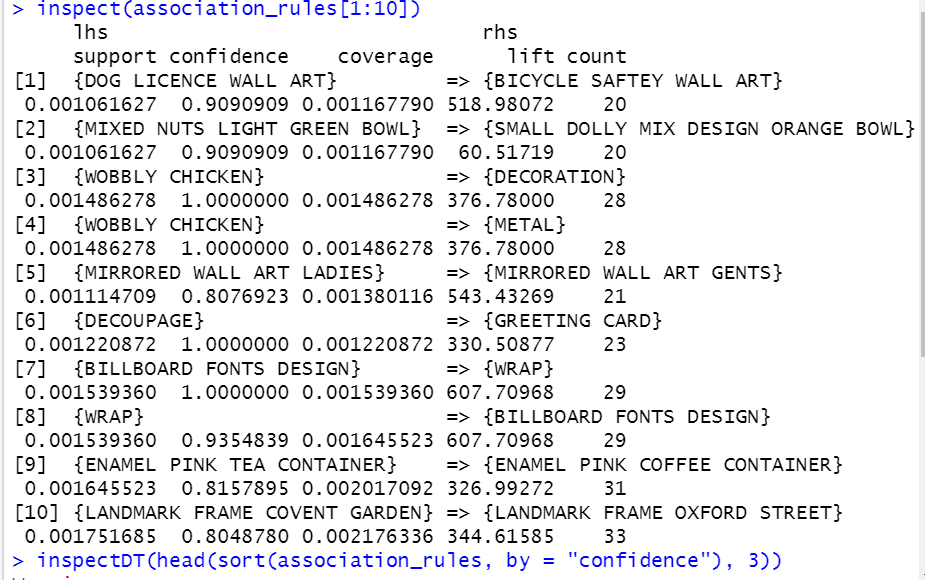 > inspect(association_rules[1:10])
lhs rhs
support confidence coverage lift count
[1] {DOG LICENCE WALL ART} => {BICYCLE SAFTEY WALL ART}
0.001061627 0.9090909 0.001167790 518.98072 20
[2] {MIXED NUTS LIGHT GREEN BOWL} => {SMALL DOLLY MIX DESIGN ORANGE BOWL}
0.001061627 0.9090909 0.001167790 60.51719 20
[3] {WOBBLY CHICKEN} => {DECORATION}
0.001486278 1.0000000 0.001486278 376.78000 28
[4] {WOBBLY CHICKEN} => {METAL}
0.001486278 1.0000000 0.001486278 376.78000 28
[5] {MIRRORED WALL ART LADIES} => {MIRRORED WALL ART GENTS}
0.001114709 0.8076923 0.001380116 543.43269 21
[6] {DECOUPAGE} => {GREETING CARD}
0.001220872 1.0000000 0.001220872 330.50877 23
[7] {BILLBOARD FONTS DESIGN} => {WRAP}
0.001539360 1.0000000 0.001539360 607.70968 29
[8] {WRAP} => {BILLBOARD FONTS DESIGN}
0.001539360 0.9354839 0.001645523 607.70968 29
[9] {ENAMEL PINK TEA CONTAINER} => {ENAMEL PINK COFFEE CONTAINER}
0.001645523 0.8157895 0.002017092 326.99272 31
[10] {LANDMARK FRAME COVENT GARDEN} => {LANDMARK FRAME OXFORD STREET}
0.001751685 0.8048780 0.002176336 344.61585 33
> inspectDT(head(sort(association_rules, by = "confidence"), 3))